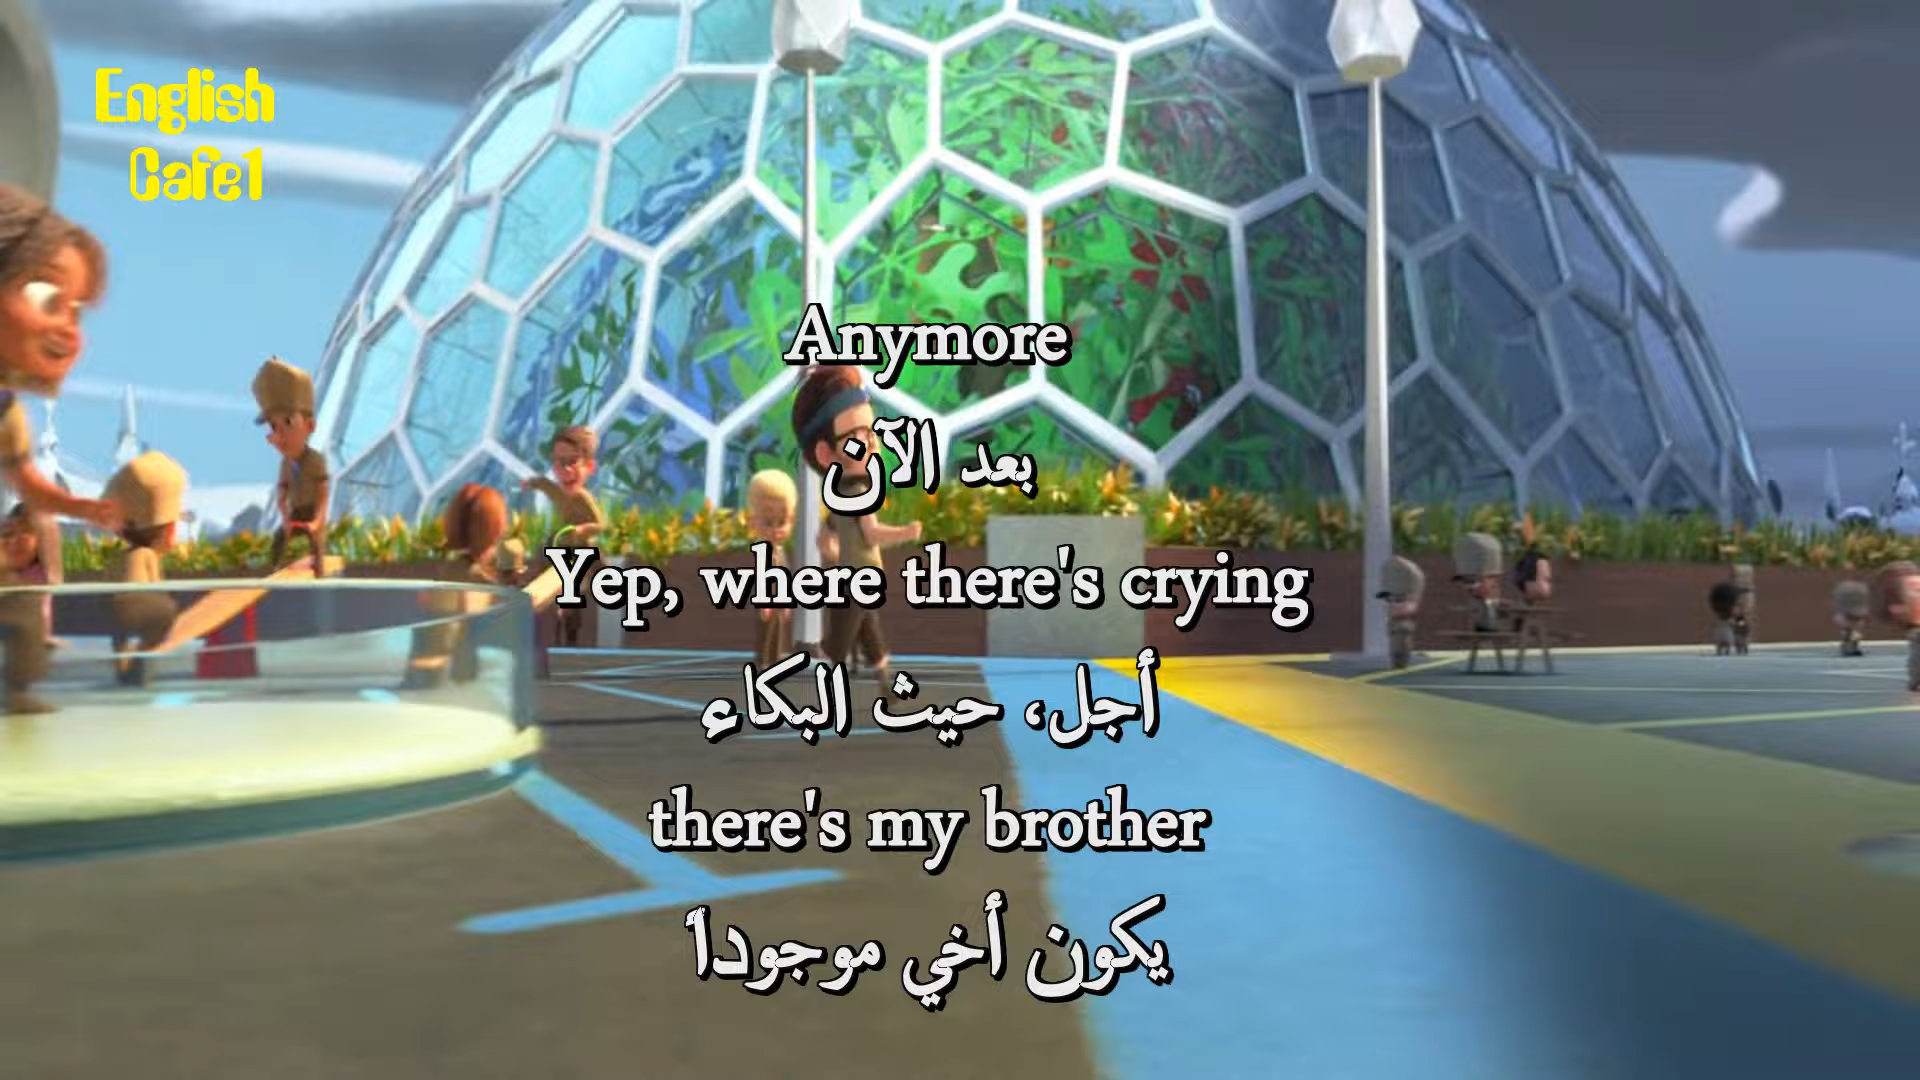 English
Cafe1
Anymore
بعد الآن
Yep, where there's crying
أجل، حيث البكاء
there's my brother
يكون أخي موجوداً